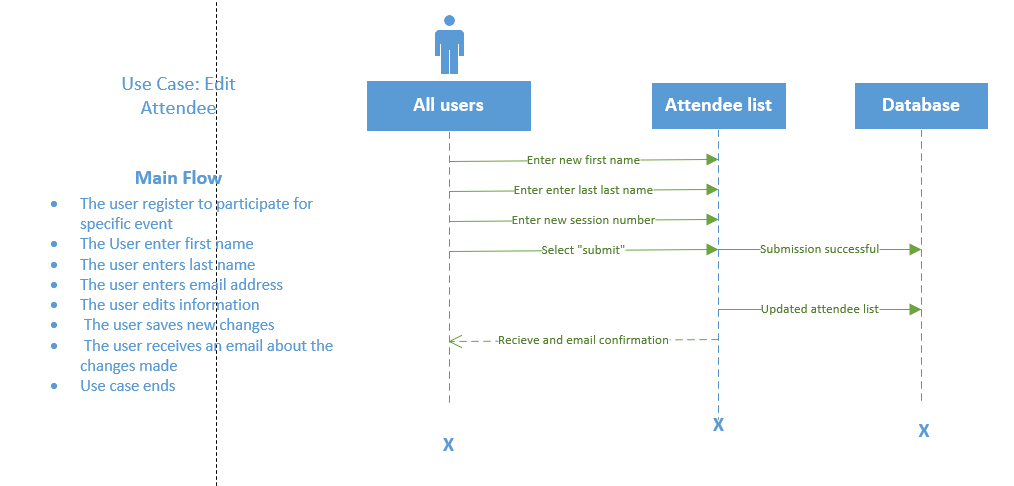 Use Case: Edit
Attendee
Main Flow
• The user register to participate for
specific event
• The User enter first name
• The user enters last name
• The user enters email address
• The user edits information
• The user saves new changes
• The user receives an email about the
changes made
• Use case ends
All users
Attendee list
Database
Enter new first name
Enter enter last last name
Enter new session number
Select "submit"
Submission successful
Updated attendee list
Recieve and email confirmation
X
X
X